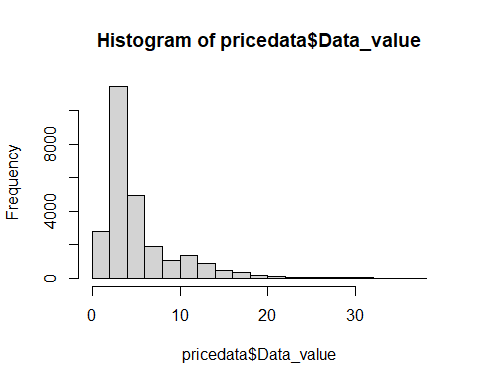 Histogram of pricedata$Data_value
Frequency
8000
4000
0
0 10 20 30
pricedata$Data_value